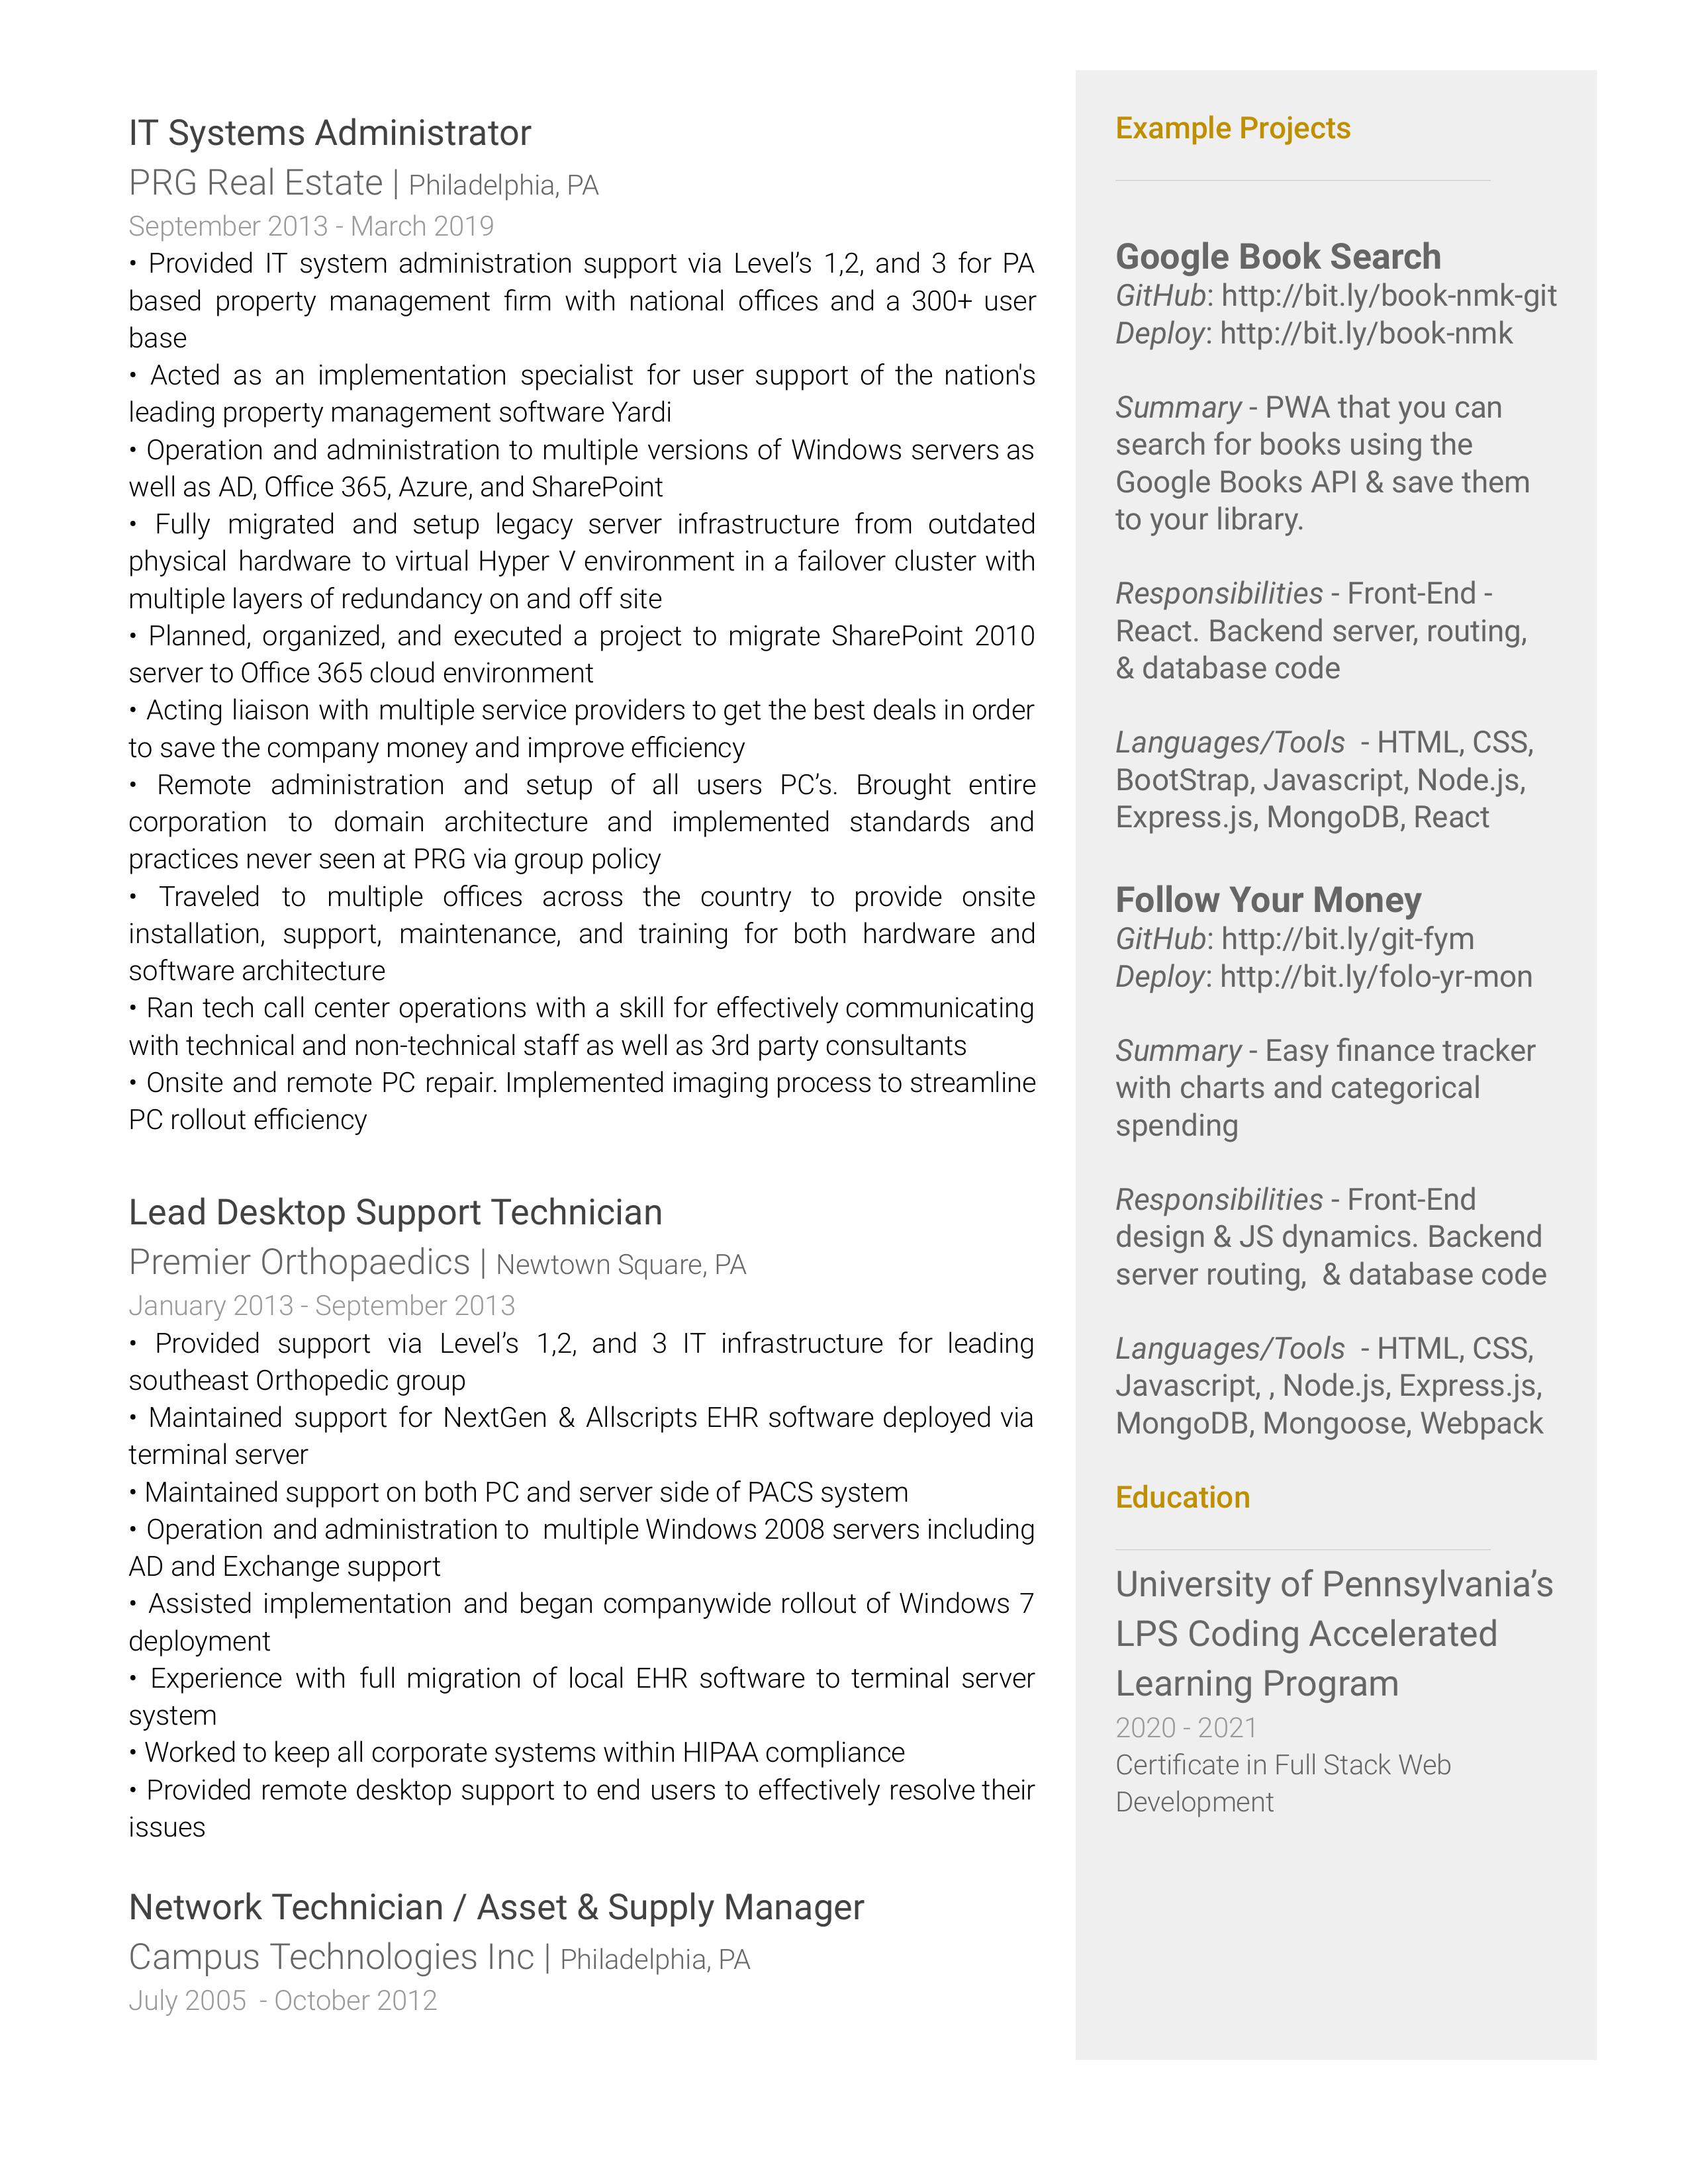 IT Systems Administrator
PRG Real Estate | Philadelphia, PA
September 2013 - March 2019
• Provided IT system administration support via Level’s 1,2, and 3 for PA
based property management firm with national offices and a 300+ user
base
• Acted as an implementation specialist for user support of the nation's
leading property management software Yardi
• Operation and administration to multiple versions of Windows servers as
well as AD, Office 365, Azure, and SharePoint
• Fully migrated and setup legacy server infrastructure from outdated
physical hardware to virtual Hyper V environment in a failover cluster with
multiple layers of redundancy on and off site
• Planned, organized, and executed a project to migrate SharePoint 2010
server to Office 365 cloud environment
• Acting liaison with multiple service providers to get the best deals in order
to save the company money and improve efficiency
• Remote administration and setup of all users PC’s. Brought entire
corporation to domain architecture and implemented standards and
practices never seen at PRG via group policy
• Traveled to multiple offices across the country to provide onsite
installation, support, maintenance, and training for both hardware and
software architecture
• Ran tech call center operations with a skill for effectively communicating
with technical and non-technical staff as well as 3rd party consultants
• Onsite and remote PC repair. Implemented imaging process to streamline
PC rollout efficiency
Lead Desktop Support Technician
Premier Orthopaedics | Newtown Square, PA
January 2013 - September 2013
• Provided support via Level’s 1,2, and 3 IT infrastructure for leading
southeast Orthopedic group
• Maintained support for NextGen & Allscripts EHR software deployed via
terminal server
• Maintained support on both PC and server side of PACS system
• Operation and administration to  multiple Windows 2008 servers including
AD and Exchange support
• Assisted implementation and began companywide rollout of Windows 7
deployment
• Experience with full migration of local EHR software to terminal server
system
• Worked to keep all corporate systems within HIPAA compliance
• Provided remote desktop support to end users to effectively resolve their
issues
Network Technician / Asset & Supply Manager
Campus Technologies Inc | Philadelphia, PA
July 2005  - October 2012
Example Projects
Google Book Search
GitHub: http://bit.ly/book-nmk-git
Deploy: http://bit.ly/book-nmk
Summary - PWA that you can
search for books using the
Google Books API & save them
to your library.
Responsibilities - Front-End -
React. Backend server, routing,
& database code
Languages/Tools  - HTML, CSS,
BootStrap, Javascript, Node.js,
Express.js, MongoDB, React
Follow Your Money
GitHub: http://bit.ly/git-fym
Deploy: http://bit.ly/folo-yr-mon
Summary - Easy finance tracker
with charts and categorical
spending
Responsibilities - Front-End
design & JS dynamics. Backend
server routing,  & database code
Languages/Tools  - HTML, CSS,
Javascript, , Node.js, Express.js,
MongoDB, Mongoose, Webpack
Education
University of Pennsylvania’s
LPS Coding Accelerated
Learning Program
2020 - 2021
Certificate in Full Stack Web
Development